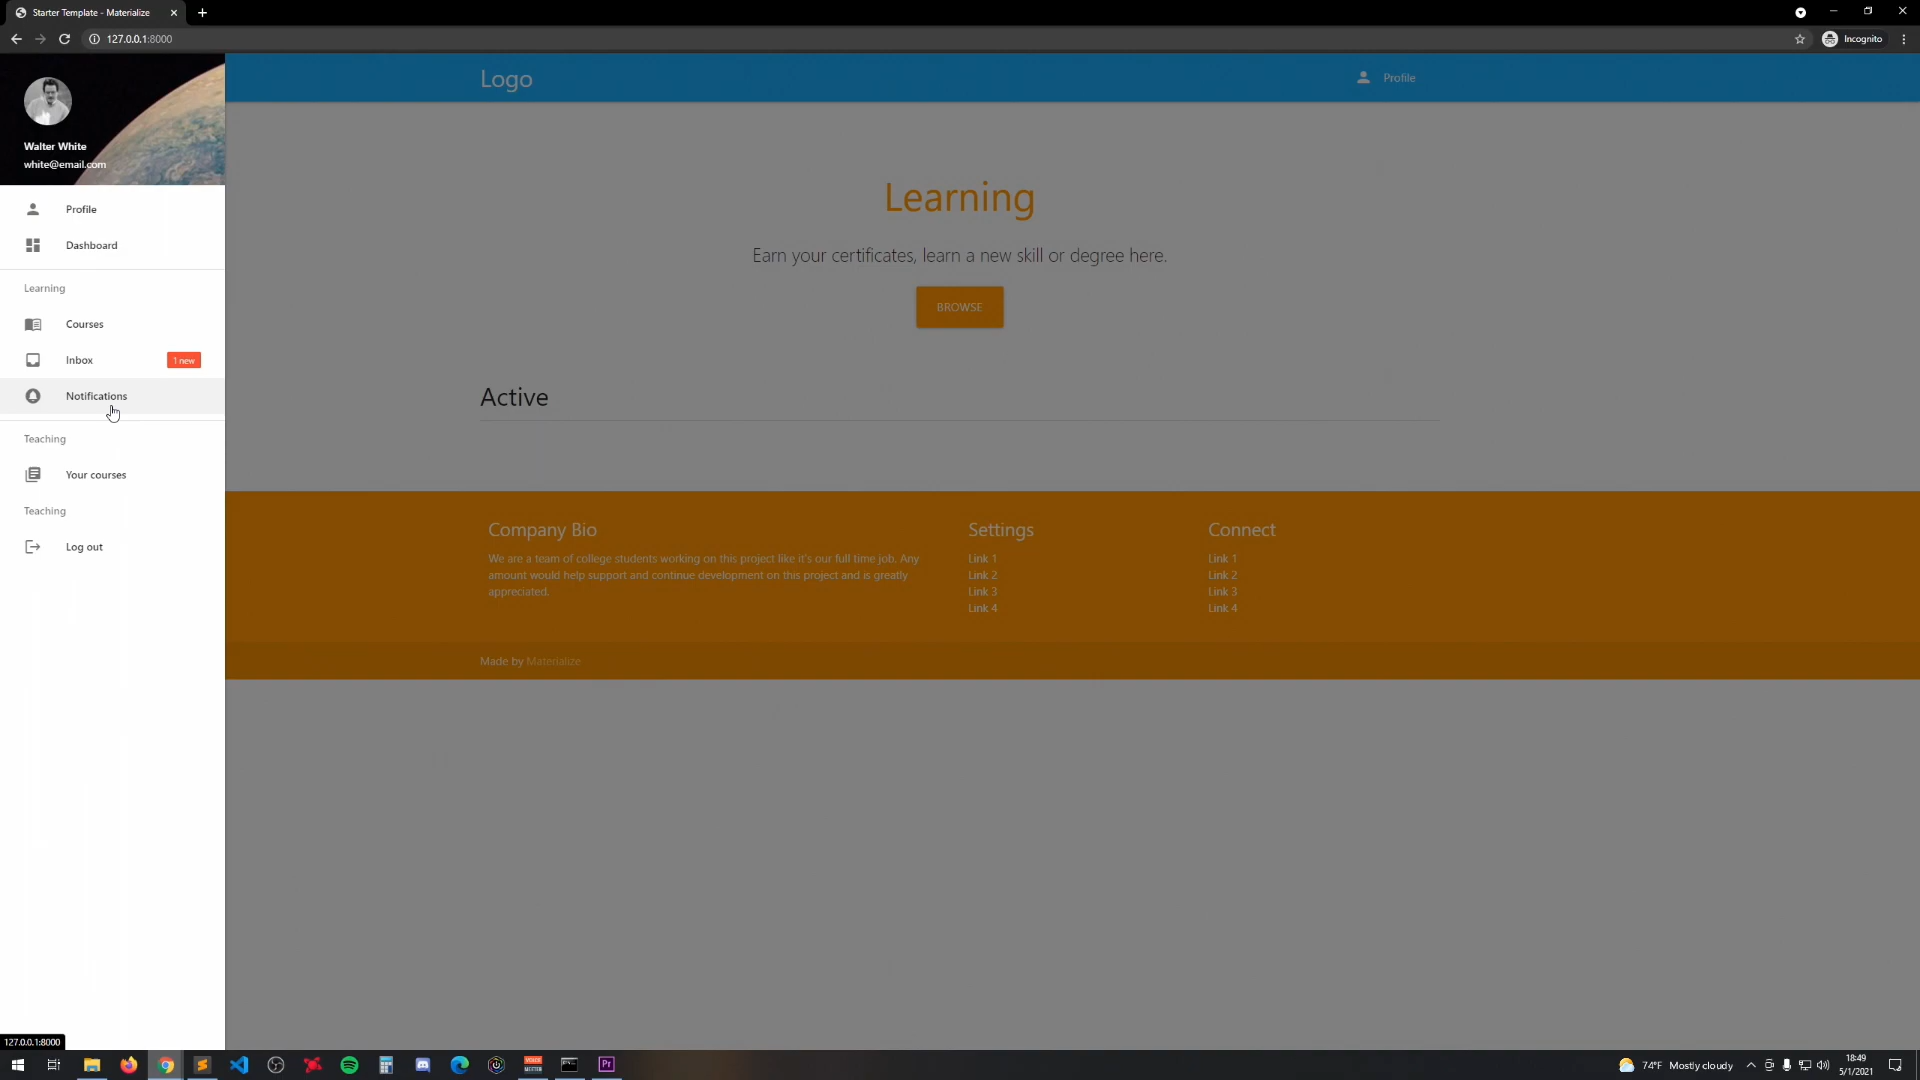 Starter Template - Materialize
127.0.0.1:8000
Incognito
Walter White
white@email.com
Profile
Dashboard
Learning
Courses
Inbox
1 new
Notifications
Teaching
Your courses
Teaching
Log out
Logo
Profile
Learning
Earn your certificates, learn a new skill or degree here.
BROWSE
Active
Company Bio
We are a team of college students working on this project like it's our full time job. Any
amount would help support and continue development on this project and is greatly
appreciated.
Settings
Link 1
Link 2
Link 3
Link 4
Connect
Link 1
Link 2
Link 3
Link 4
Made by Materialize
127.0.0.1:8000
Pr
74°F Mostly cloudy
18:49
5/1/2021